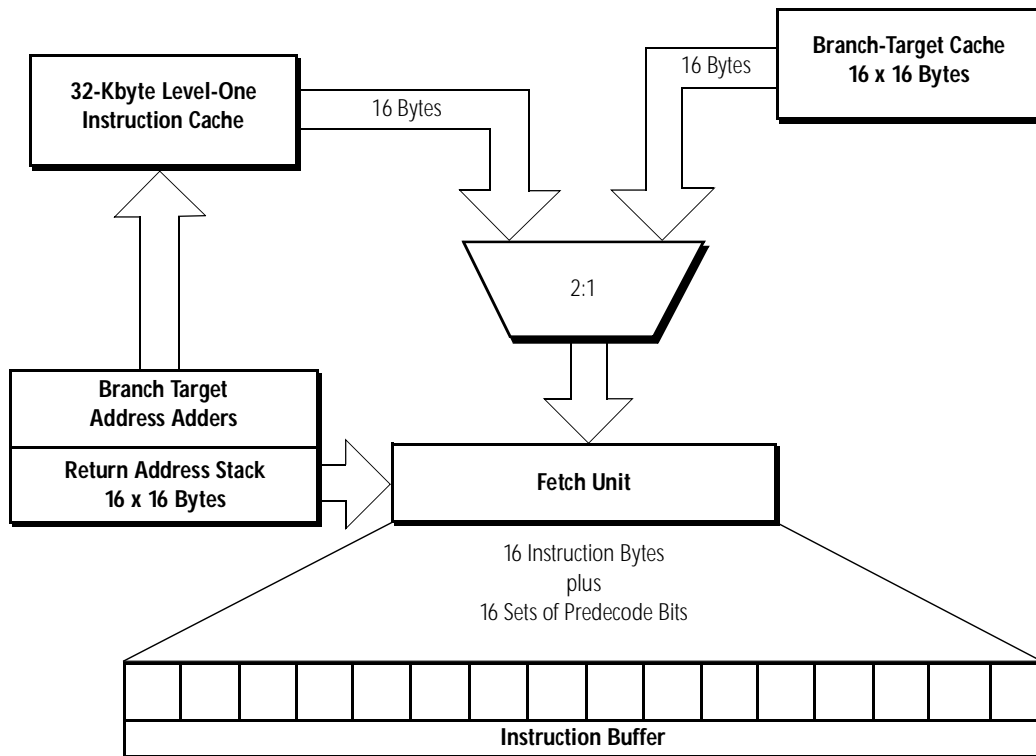 Branch-Target Cache
16 x 16 Bytes
32-Kbyte Level-One
Instruction Cache
16 Bytes
16 Bytes
2:1
Branch Target
Address Adders
Return Address Stack
16 x 16 Bytes
Fetch Unit
16 Instruction Bytes
plus
16 Sets of Predecode Bits
Instruction Buffer